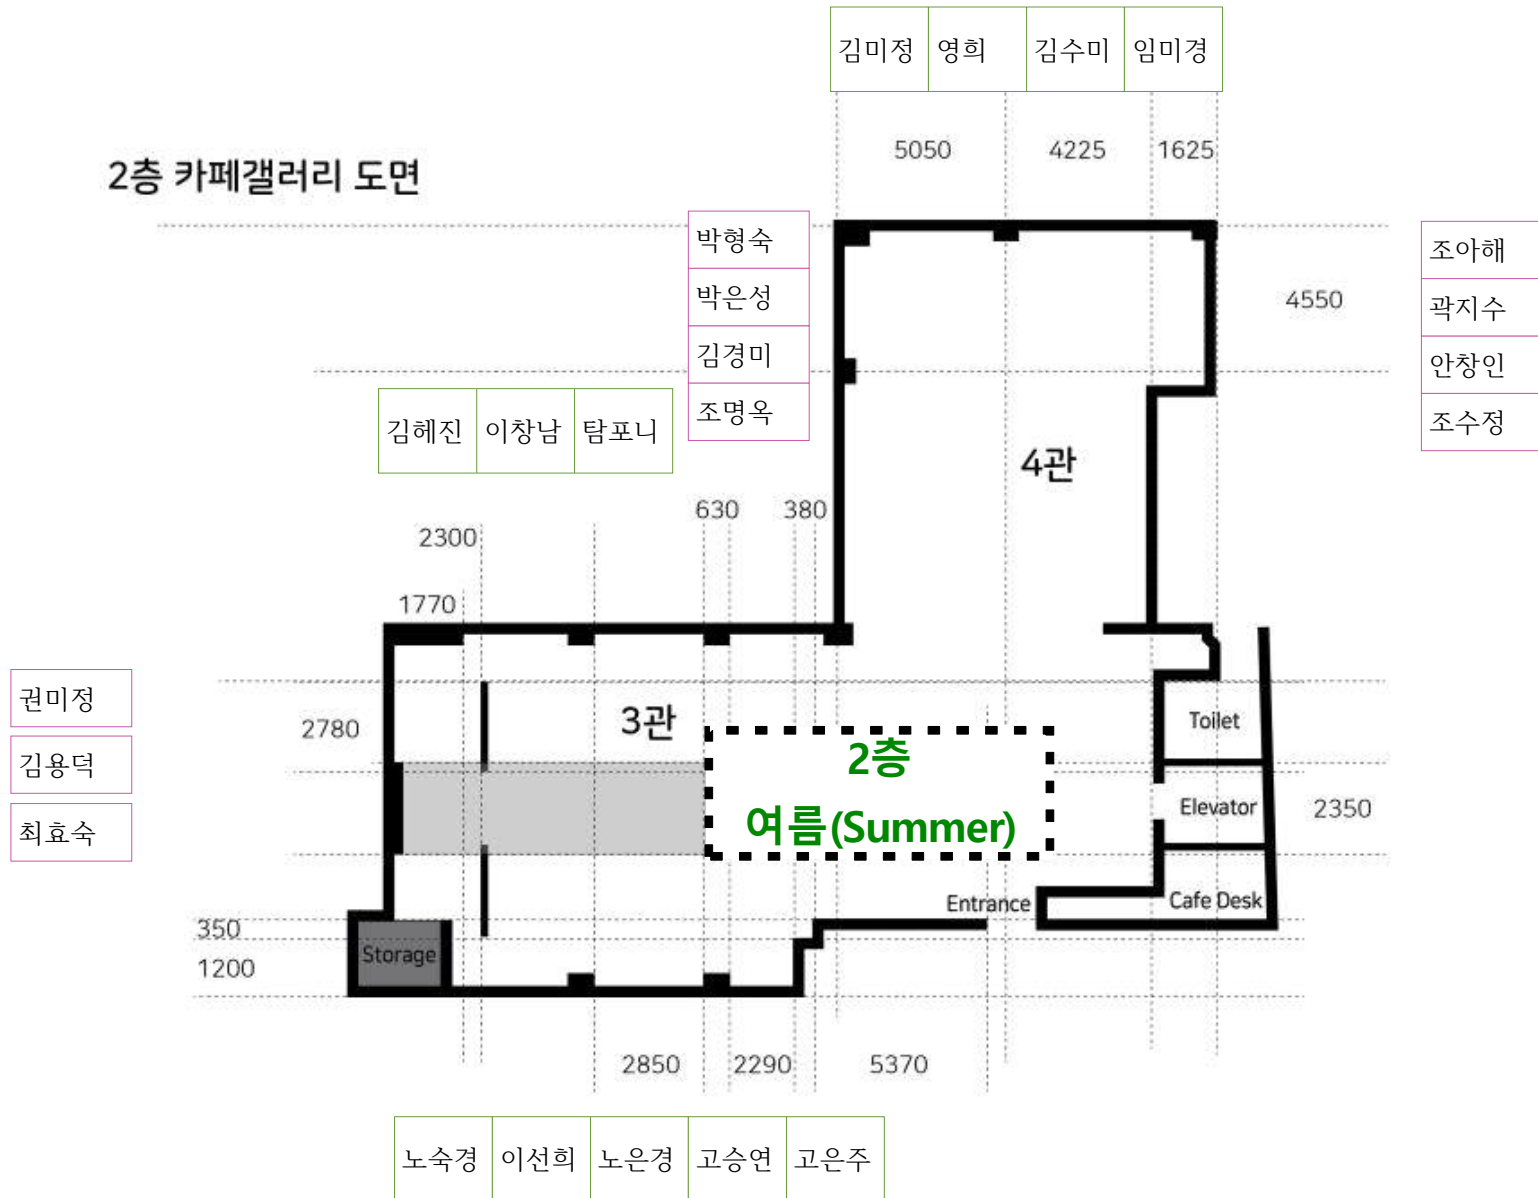 김미정 영희 김수미 임미경
5050 4225 1625
2층 카페갤러리 도면
박형숙
박은성
김경미
조명옥
조아해
곽지수
안창인
조수정
4550
김혜진 이창남 탐포니
4관
630 380
2300
1770
권미정
김용덕
최효숙
2780
3관
2층
여름(Summer)
Toilet
Elevator
2350
Entrance
Cafe Desk
350
1200
Storage
2850 2290 5370
노숙경 이선희 노은경 고승연 고은주